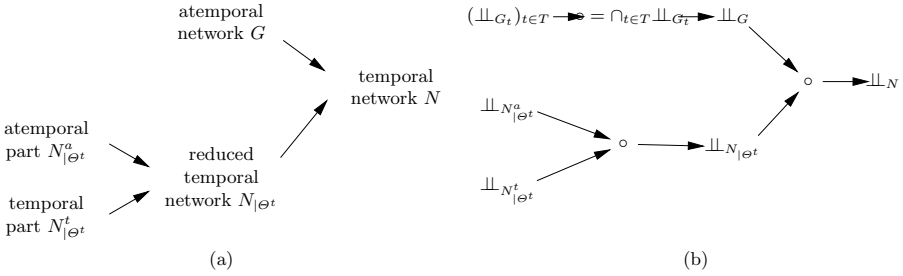 atemporal
network G
temporal
network N
atemporal
part N^a_{|Θ^t}
reduced
temporal
network N_{|Θ^t}
temporal
part N^t_{|Θ^t}
(a)
(⫫_{G_t})_{t∈T} ∘ = ∩_{t∈T} ⫫_{G_t} ⫫_G
∘ ⫫_N
⫫_{N^a_{|Θ^t}}
∘ ⫫_{N_{|Θ^t}}
⫫_{N^t_{|Θ^t}}
(b)